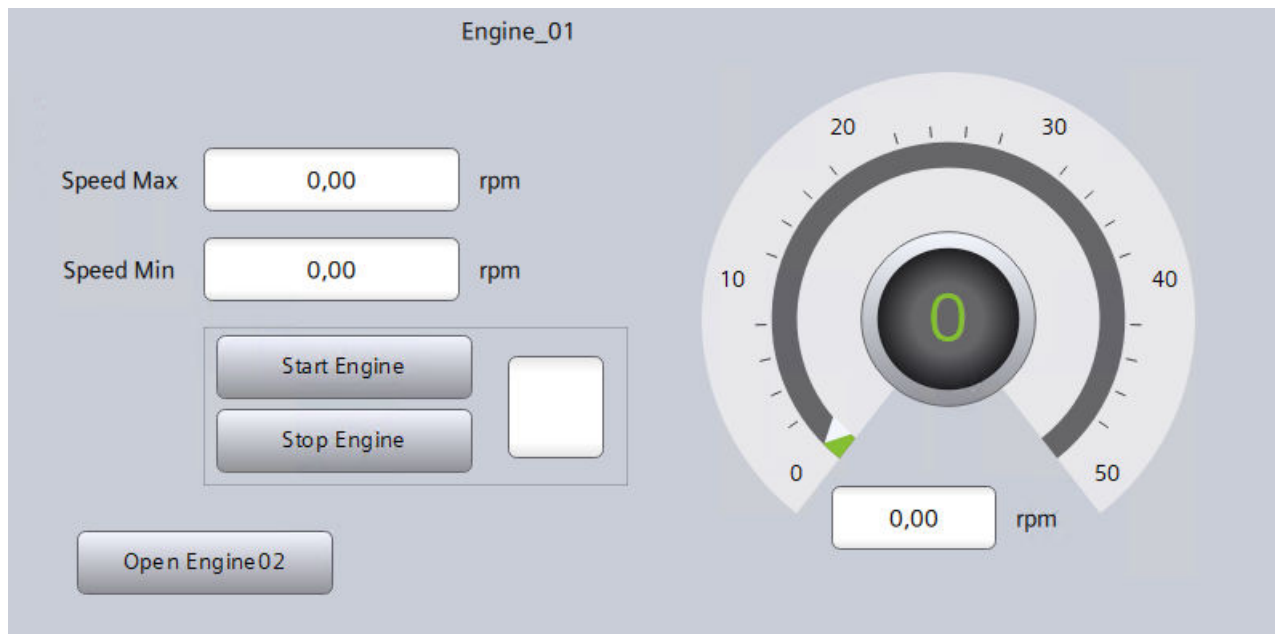 Engine_01
Speed Max 0,00 rpm
Speed Min 0,00 rpm
Start Engine
Stop Engine
Open Engine02
0
10
20
30
40
50
0
0,00 rpm